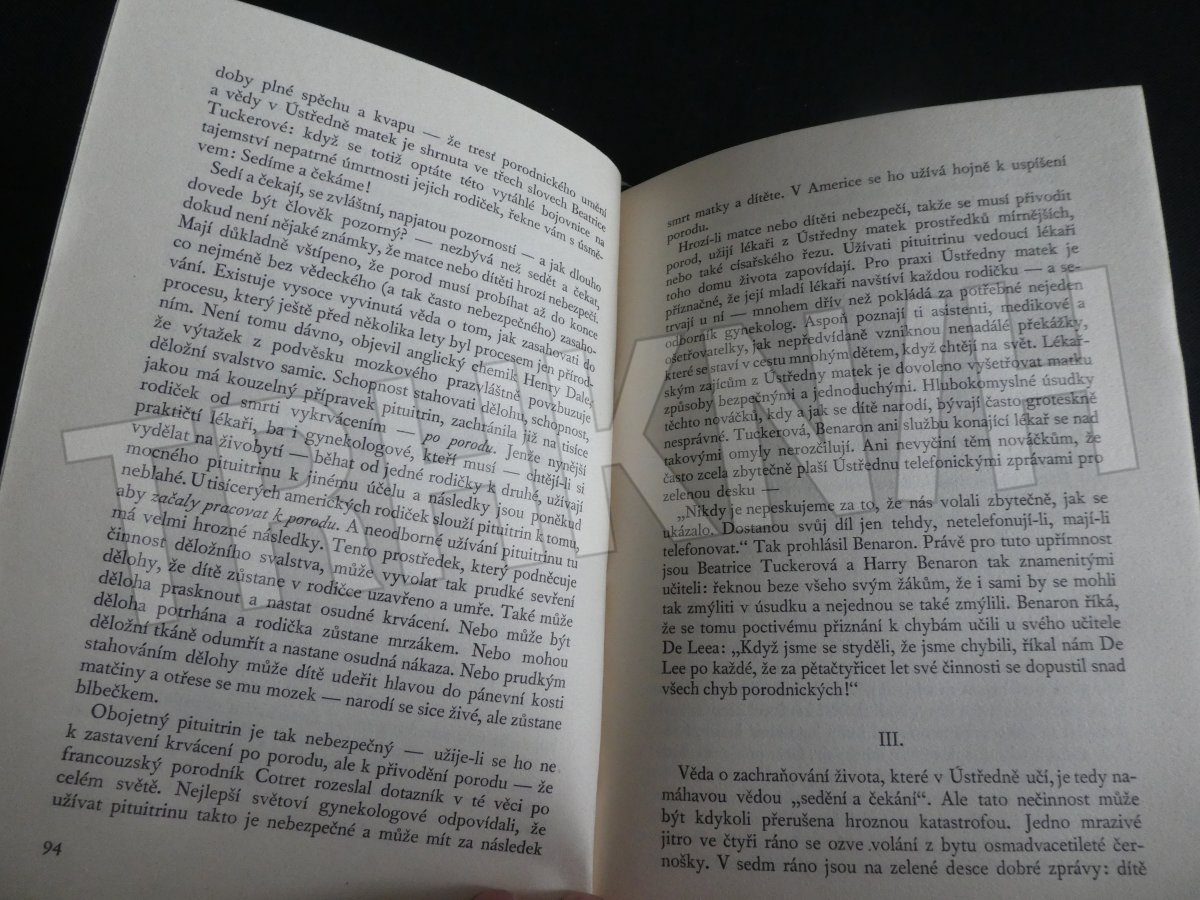 doby plné spěchu a kvapu — že tresť porodnického umění
a vědy v Ústředně matek je shrnuta ve třech slovech Beatrice
Tuckerové: když se totiž optáte této vytáhlé bojovnice na
tajemství nepatrné úmrtnosti jejich rodiček, řekne vám s úsmě-
vem: Sedíme a čekáme!
Sedí a čekají, se zvláštní, napjatou pozorností — a jak dlouho
dovede být člověk pozorný? — nezbývá než sedět a čekat,
dokud není nějaké známky, že matce nebo dítěti hrozí nebezpečí.
Mají důkladně vštípeno, že porod musí probíhat až do konce
co nejméně bez vědeckého (a tak často nebezpečného) zasaho-
vání. Existuje vysoce vyvinutá věda o tom, jak zasahovati do
procesu, který ještě před několika lety byl procesem jen přírod-
ním. Není tomu dávno, objevil anglický chemik Henry Dale,
že výtažek z podvěsku mozkového prazvláštně povzbuzuje
děložní svalstvo samic. Schopnost stahovati dělohu, schopnost,
jakou má kouzelný přípravek pituitrin, zachránila již na tisíce
rodiček od smrti vykrvácením — po porodu. Jenže nynější
praktičtí lékaři, ba i gynekologové, kteří musí — chtějí-li si
vydělat na živobytí — běhat od jedné rodičky k druhé, užívají
mocného pituitrinu k jinému účelu a následky jsou poněkud
neblahé. U tisícerých amerických rodiček slouží pituitrin k tomu,
aby začaly pracovat k porodu. A neodborné užívání pituitrinu tu
má velmi hrozné následky. Tento prostředek, který podněcuje
činnost děložního svalstva, může vyvolat tak prudké sevření
dělohy, že dítě zůstane v rodičce uzavřeno a umře. Také může
děloha prasknout a nastat osudné krvácení. Nebo může být
děloha potrhána a rodička zůstane mrzákem. Nebo mohou
děložní tkáně odumřít a nastane osudná nákaza. Nebo prudkým
stahováním dělohy může dítě udeřit hlavou do pánevní kosti
matčiny a otřese se mu mozek — narodí se sice živé, ale zůstane
blbečkem.
Obojetný pituitrin je tak nebezpečný — užije-li se ho ne
k zastavení krvácení po porodu, ale k přivodění porodu — že
francouzský porodník Cotret rozeslal dotazník v té věci po
celém světě. Nejlepší světoví gynekologové odpovídali, že
užívat pituitrinu takto je nebezpečné a může mít za následek
94
smrt matky a dítěte. V Americe se ho užívá hojně k uspíšení
porodu.
Hrozí-li matce nebo dítěti nebezpečí, takže se musí přivodit
porod, užijí lékaři z Ústředny matek prostředků mírnějších,
nebo také císařského řezu. Užívati pituitrinu vedoucí lékaři
toho domu života zapovídají. Pro praxi Ústředny matek je
příznačné, že její mladí lékaři navštíví každou rodičku — a se-
trvají u ní — mnohem dřív než pokládá za potřebné nejeden
odborník gynekolog. Aspoň poznají ti asistenti, medikové a
ošetřovatelky, jak nepředvídaně vzniknou nenadálé překážky,
které se staví v cestu mnohým dětem, když chtějí na svět. Lékař-
ským zajícům z Ústředny matek je dovoleno vyšetřovat matku
způsoby bezpečnými a jednoduchými. Hlubokomyslné úsudky
těchto nováčků, kdy a jak se dítě narodí, bývají často groteskně
nesprávné. Tuckerová, Benaron ani službu konající lékař se nad
takovými omyly nerozčilují. Ani nevyčiní těm nováčkům, že
často zcela zbytečně plaší Ústřednu telefonickými zprávami pro
zelenou desku —
„Nikdy je nepeskujeme za to, že nás volali zbytečně, jak se
ukázalo. Dostanou svůj díl jen tehdy, netelefonují-li, mají-li
telefonovat.“ Tak prohlásil Benaron. Právě pro tuto upřímnost
jsou Beatrice Tuckerová a Harry Benaron tak znamenitými
učiteli: řeknou beze všeho svým žákům, že i sami by se mohli
tak zmýliti v úsudku a nejednou se také zmýlili. Benaron říká,
že se tomu poctivému přiznání k chybám učili u svého učitele
De Leea: „Když jsme se styděli, že jsme chybili, říkal nám De
Lee po každé, že za pětačtyřicet let své činnosti se dopustil snad
všech chyb porodnických!“
III.
Věda o zachraňování života, které v Ústředně učí, je tedy na-
máhavou vědou „sedění a čekání“. Ale tato nečinnost může
být kdykoli přerušena hroznou katastrofou. Jedno mrazivé
jitro ve čtyři ráno se ozve volání z bytu osmadvacetileté čer-
nošky. V sedm ráno jsou na zelené desce dobré zprávy: dítě